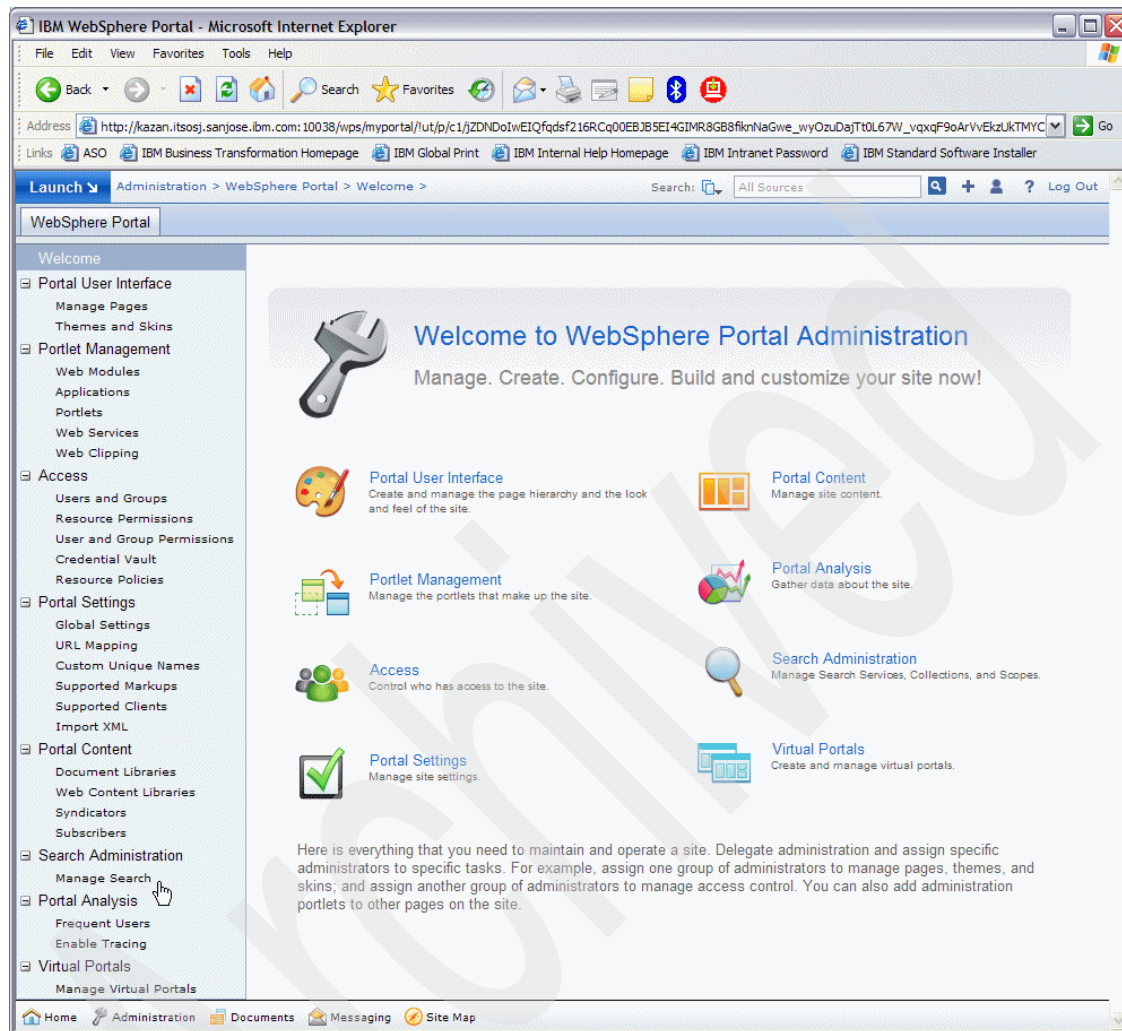 IBM WebSphere Portal - Microsoft Internet Explorer
File Edit View Favorites Tools Help
Back Search Favorites
Address http://kazan.itsosj.sanjose.ibm.com:10038/wps/myportal/!ut/p/c1/ Go
Links ASO IBM Business Transformation Homepage IBM Global Print IBM Internal Help Homepage IBM Intranet Password IBM Standard Software Installer
Launch Administration > WebSphere Portal > Welcome > Search: All Sources ? Log Out
WebSphere Portal
Welcome
Portal User Interface
Manage Pages
Themes and Skins
Portlet Management
Web Modules
Applications
Portlets
Web Services
Web Clipping
Access
Users and Groups
Resource Permissions
User and Group Permissions
Credential Vault
Resource Policies
Portal Settings
Global Settings
URL Mapping
Custom Unique Names
Supported Markups
Supported Clients
Import XML
Portal Content
Document Libraries
Web Content Libraries
Syndicators
Subscribers
Search Administration
Manage Search
Portal Analysis
Frequent Users
Enable Tracing
Virtual Portals
Manage Virtual Portals
Welcome to WebSphere Portal Administration
Manage. Create. Configure. Build and customize your site now!
Portal User Interface
Create and manage the page hierarchy and the look
and feel of the site.
Portal Content
Manage site content.
Portlet Management
Manage the portlets that make up the site.
Portal Analysis
Gather data about the site.
Access
Control who has access to the site.
Search Administration
Manage Search Services, Collections, and Scopes.
Portal Settings
Manage site settings.
Virtual Portals
Create and manage virtual portals.
Here is everything that you need to maintain and operate a site. Delegate administration and assign specific
administrators to specific tasks. For example, assign one group of administrators to manage pages, themes, and
skins; and assign another group of administrators to manage access control. You can also add administration
portlets to other pages on the site.
Home Administration Documents Messaging Site Map
Archived